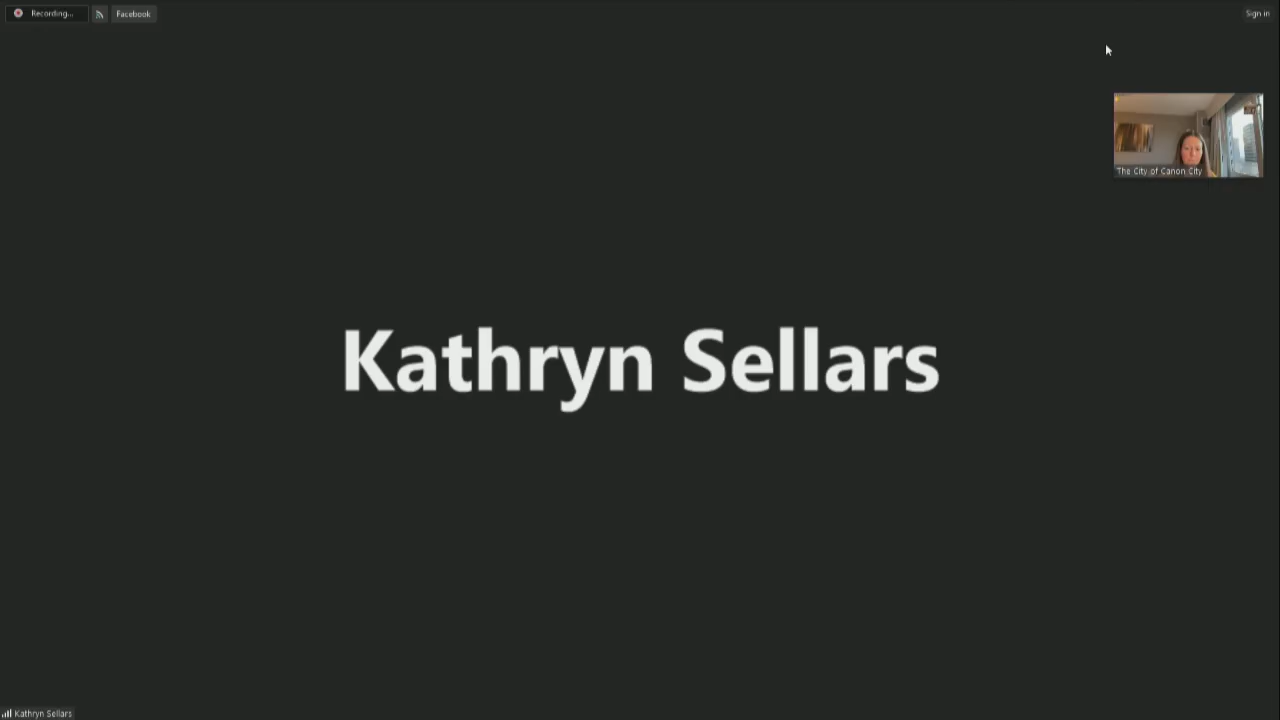 Recording...
Facebook
Sign in
The City of Canon City
Kathryn Sellars
Kathryn Sellars